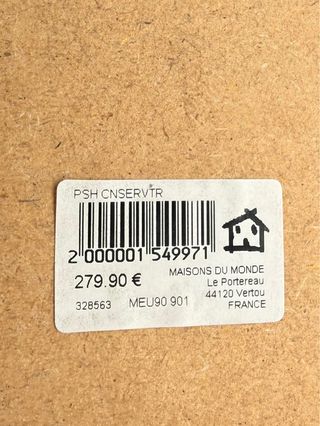 PSH CNSERVTR
2 000001 549971
279.90 €
MAISONS DU MONDE
Le Portereau
44120 Vertou
FRANCE
328563 MEU90 901